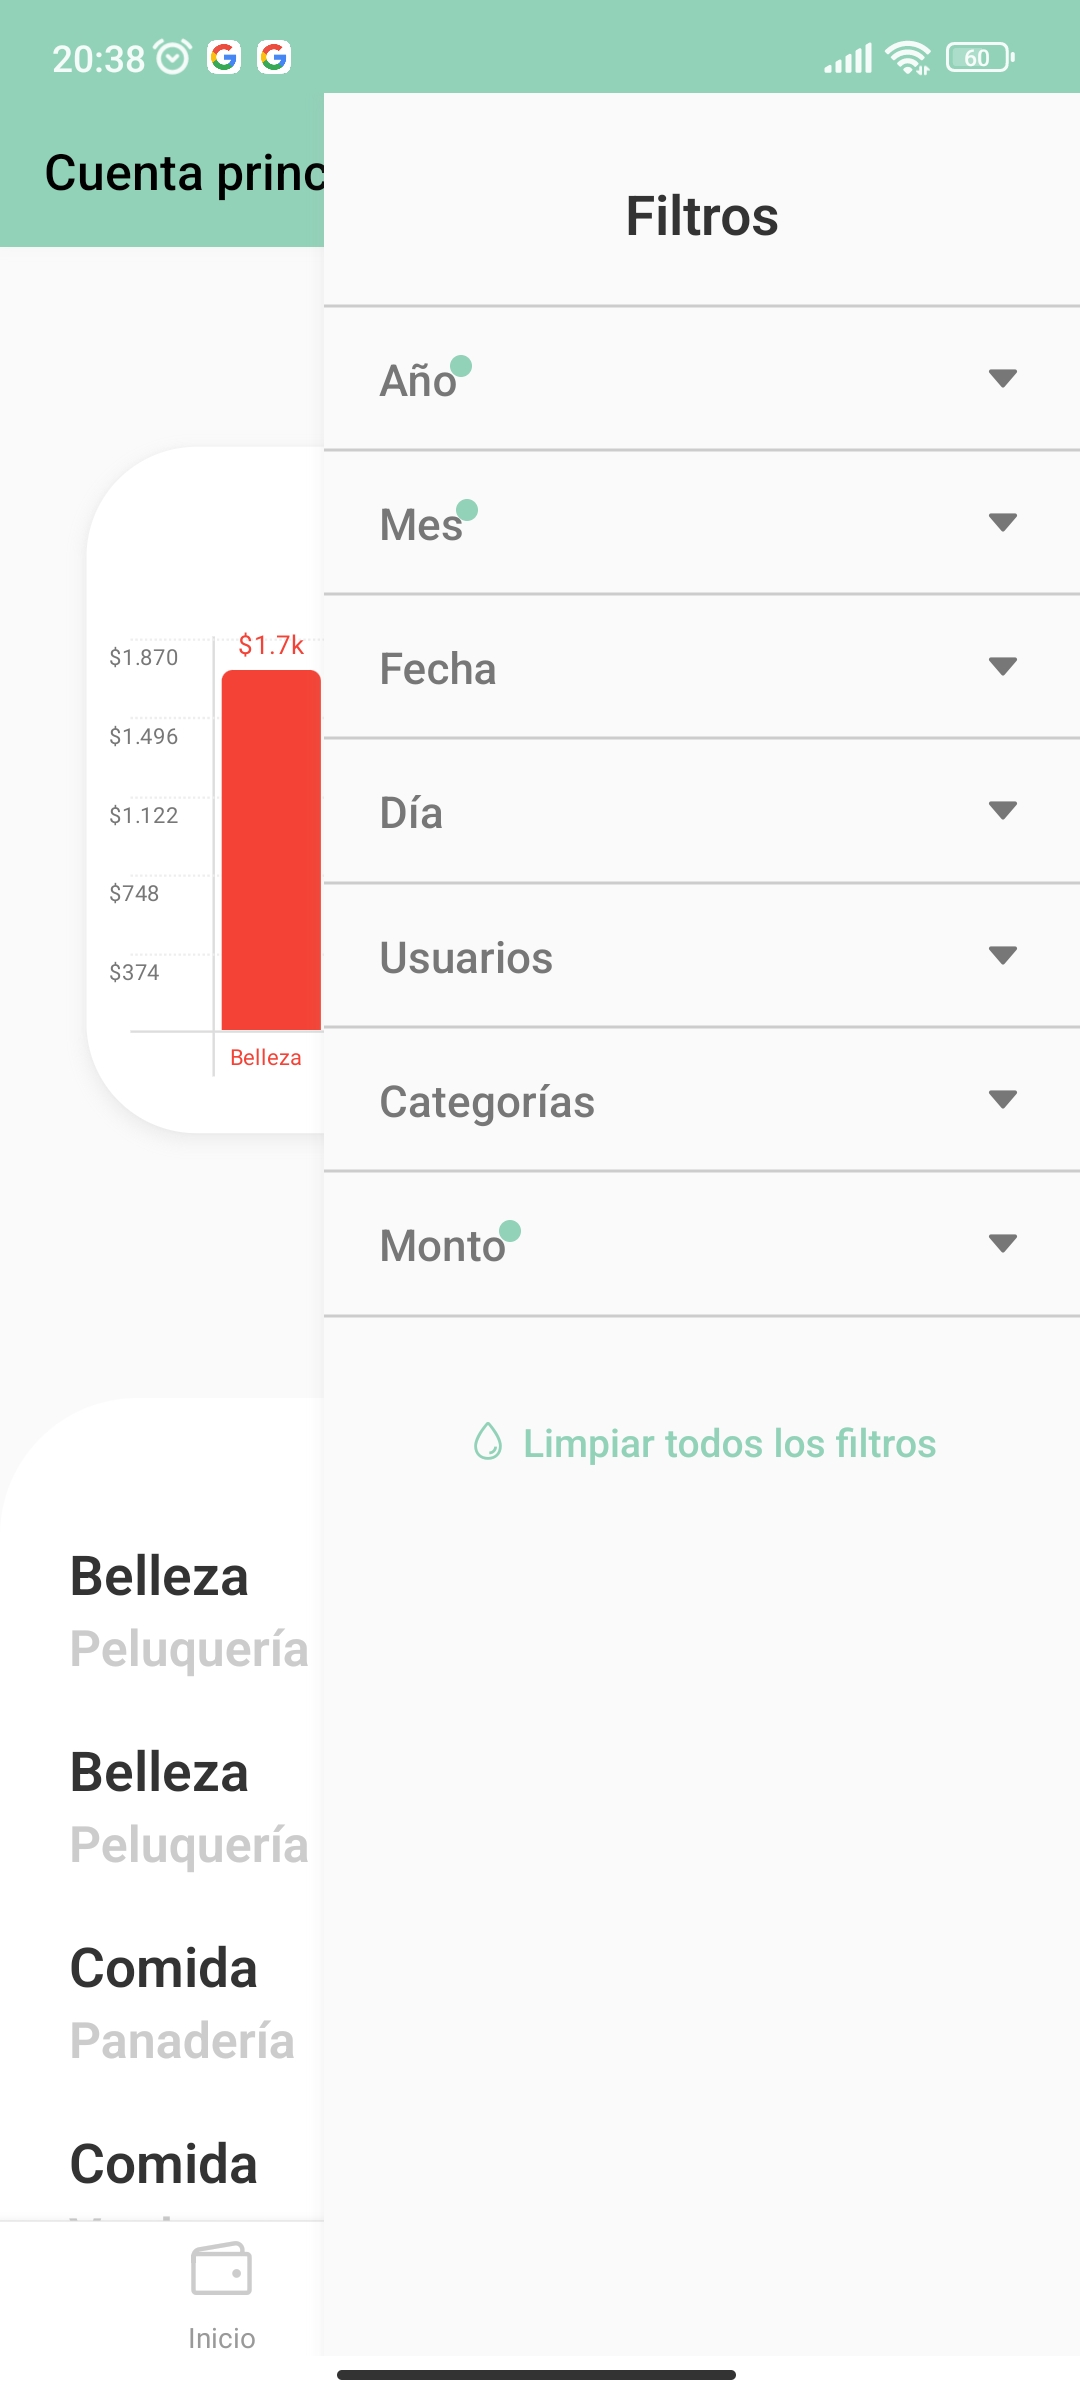 20:38
60
Cuenta princ
Filtros
Año
Mes
Fecha
Día
Usuarios
Categorías
Monto
Limpiar todos los filtros
$1.7k
$1.870
$1.496
$1.122
$748
$374
Belleza
Belleza
Peluquería
Belleza
Peluquería
Comida
Panadería
Comida
Inicio